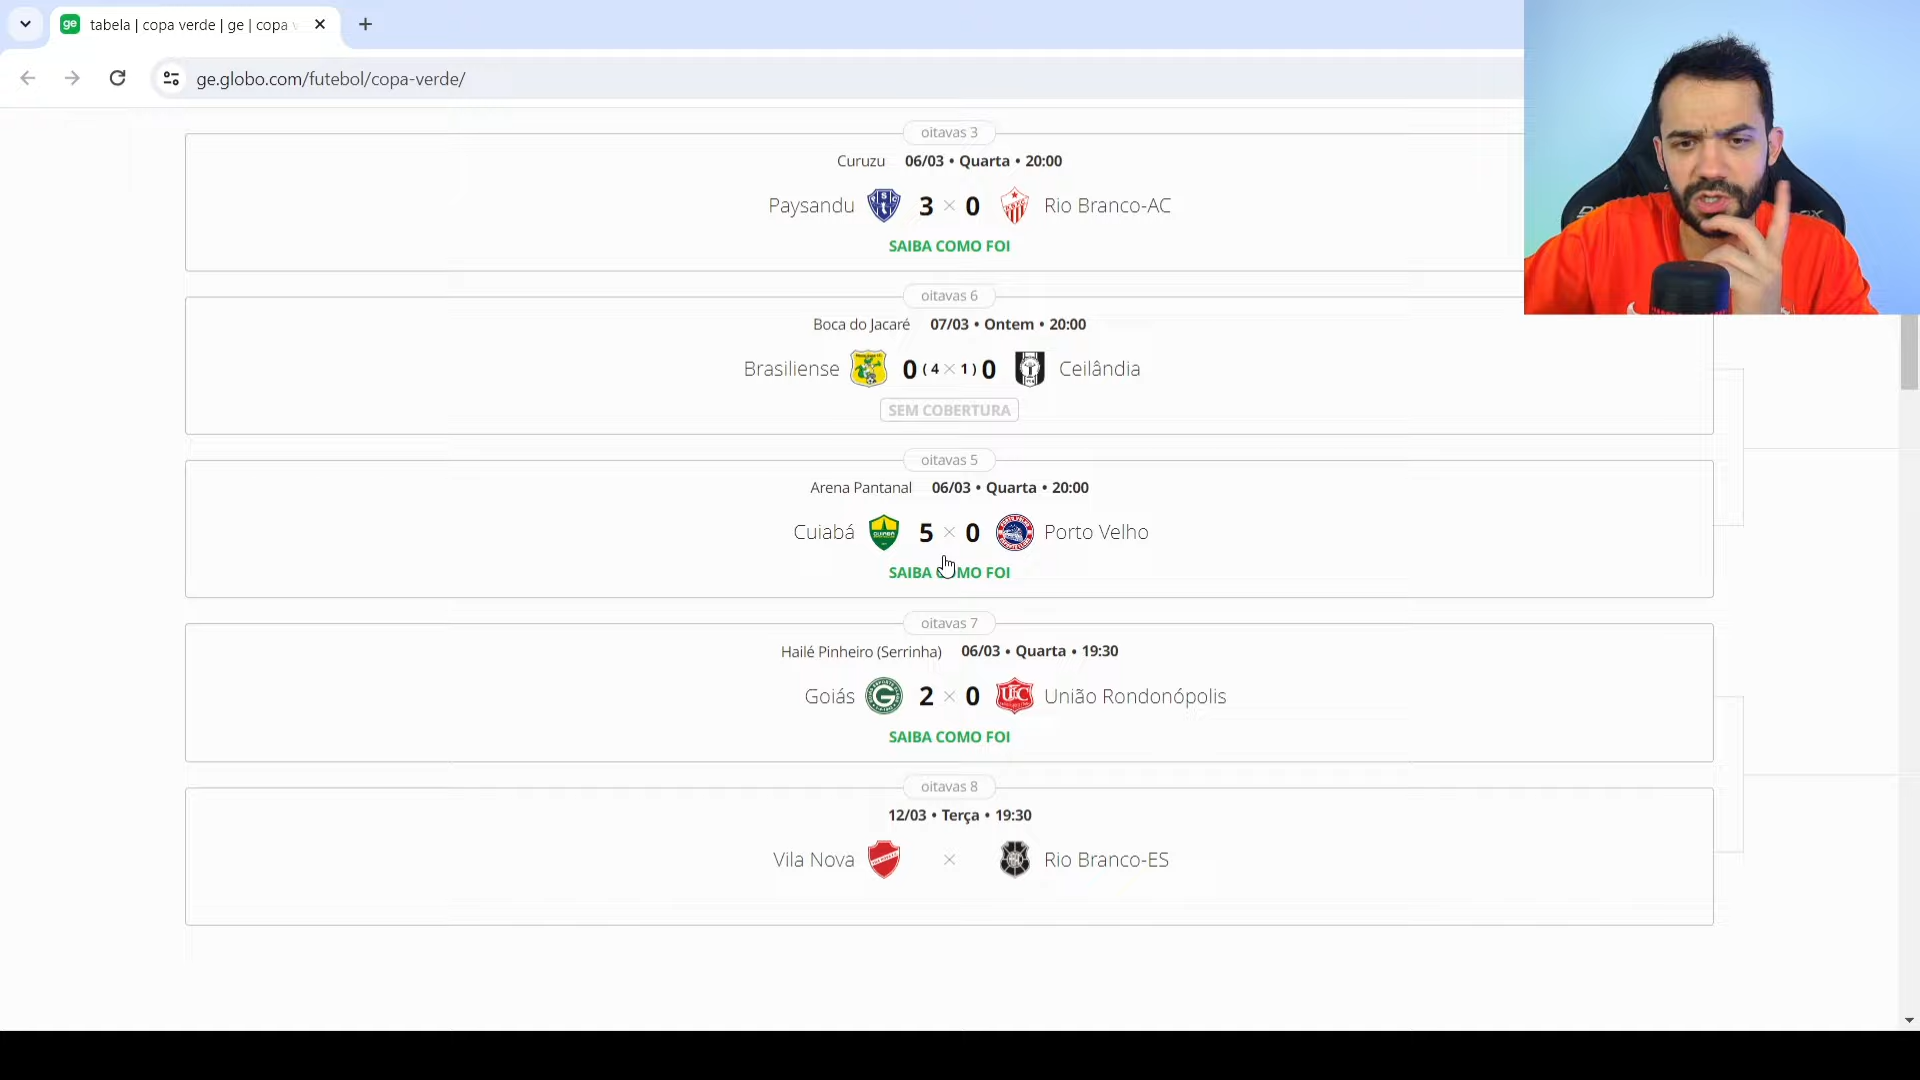 tabela | copa verde | ge | copa v
ge.globo.com/futebol/copa-verde/
oitavas 3
Curuzu 06/03 • Quarta • 20:00
Paysandu 3 × 0 Rio Branco-AC
SAIBA COMO FOI
oitavas 6
Boca do Jacaré 07/03 • Ontem • 20:00
Brasiliense 0 ( 4 × 1 ) 0 Ceilândia
SEM COBERTURA
oitavas 5
Arena Pantanal 06/03 • Quarta • 20:00
Cuiabá 5 × 0 Porto Velho
SAIBA COMO FOI
oitavas 7
Hailé Pinheiro (Serrinha) 06/03 • Quarta • 19:30
Goiás 2 × 0 União Rondonópolis
SAIBA COMO FOI
oitavas 8
12/03 • Terça • 19:30
Vila Nova × Rio Branco-ES